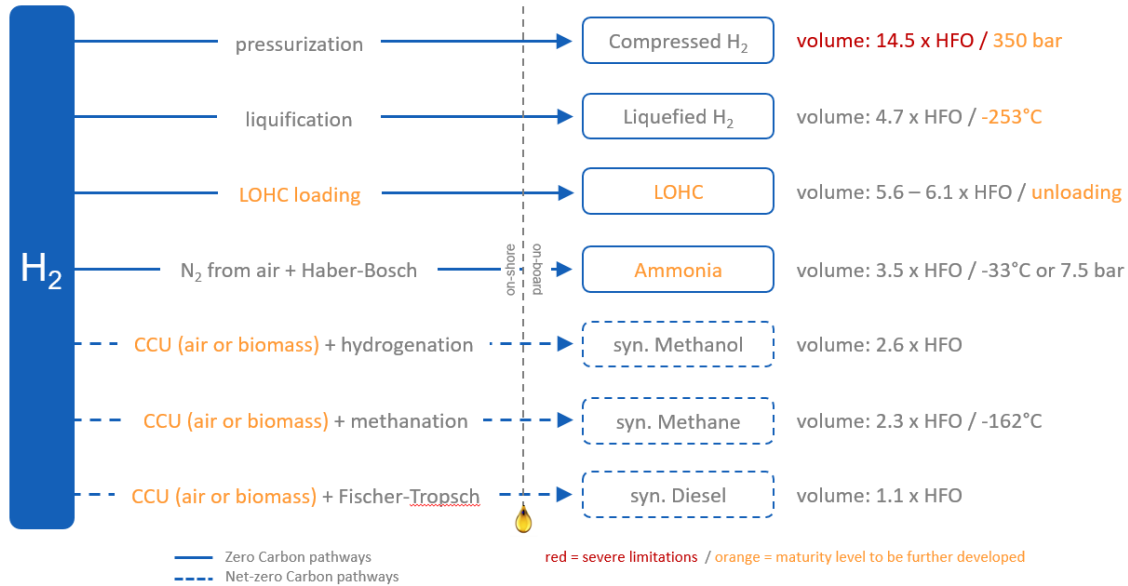 H₂
pressurization
Compressed H₂
volume: 14.5 x HFO / 350 bar
liquification
Liquefied H₂
volume: 4.7 x HFO / -253°C
LOHC loading
LOHC
volume: 5.6 – 6.1 x HFO / unloading
N₂ from air + Haber-Bosch
on-shore
on-board
Ammonia
volume: 3.5 x HFO / -33°C or 7.5 bar
CCU (air or biomass) + hydrogenation
syn. Methanol
volume: 2.6 x HFO
CCU (air or biomass) + methanation
syn. Methane
volume: 2.3 x HFO / -162°C
CCU (air or biomass) + Fischer-Tropsch
syn. Diesel
volume: 1.1 x HFO
Zero Carbon pathways
Net-zero Carbon pathways
red = severe limitations / orange = maturity level to be further developed